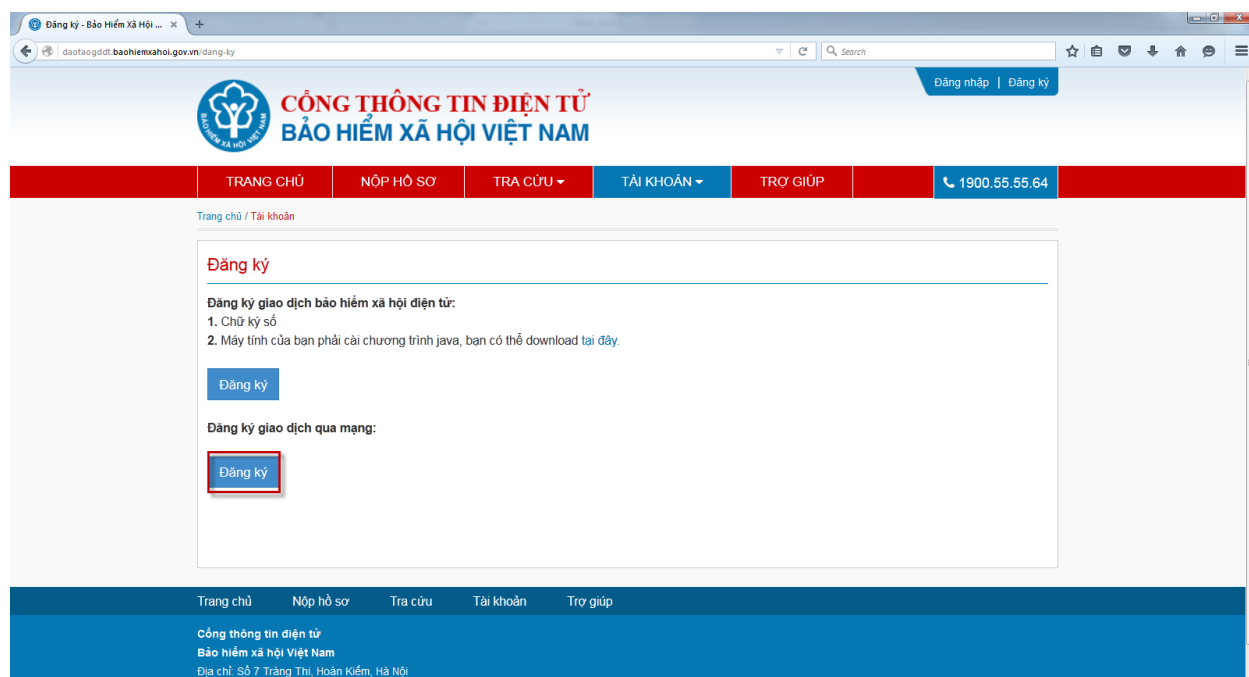 Đăng ký - Bảo Hiểm Xã Hội ...
daotaogddt.baohiemxahoi.gov.vn/dang-ky
Search
Đăng nhập | Đăng ký
BẢO HIỂM XÃ HỘI VIỆT NAM
CỔNG THÔNG TIN ĐIỆN TỬ
BẢO HIỂM XÃ HỘI VIỆT NAM
TRANG CHỦ NỘP HỒ SƠ TRA CỨU TÀI KHOẢN TRỢ GIÚP 1900.55.55.64
Trang chủ / Tài khoản
Đăng ký
Đăng ký giao dịch bảo hiểm xã hội điện tử:
1. Chữ ký số
2. Máy tính của bạn phải cài chương trình java, bạn có thể download tại đây.
Đăng ký
Đăng ký giao dịch qua mạng:
Đăng ký
Trang chủ Nộp hồ sơ Tra cứu Tài khoản Trợ giúp
Cổng thông tin điện tử
Bảo hiểm xã hội Việt Nam
Địa chỉ: Số 7 Tràng Thi, Hoàn Kiếm, Hà Nội